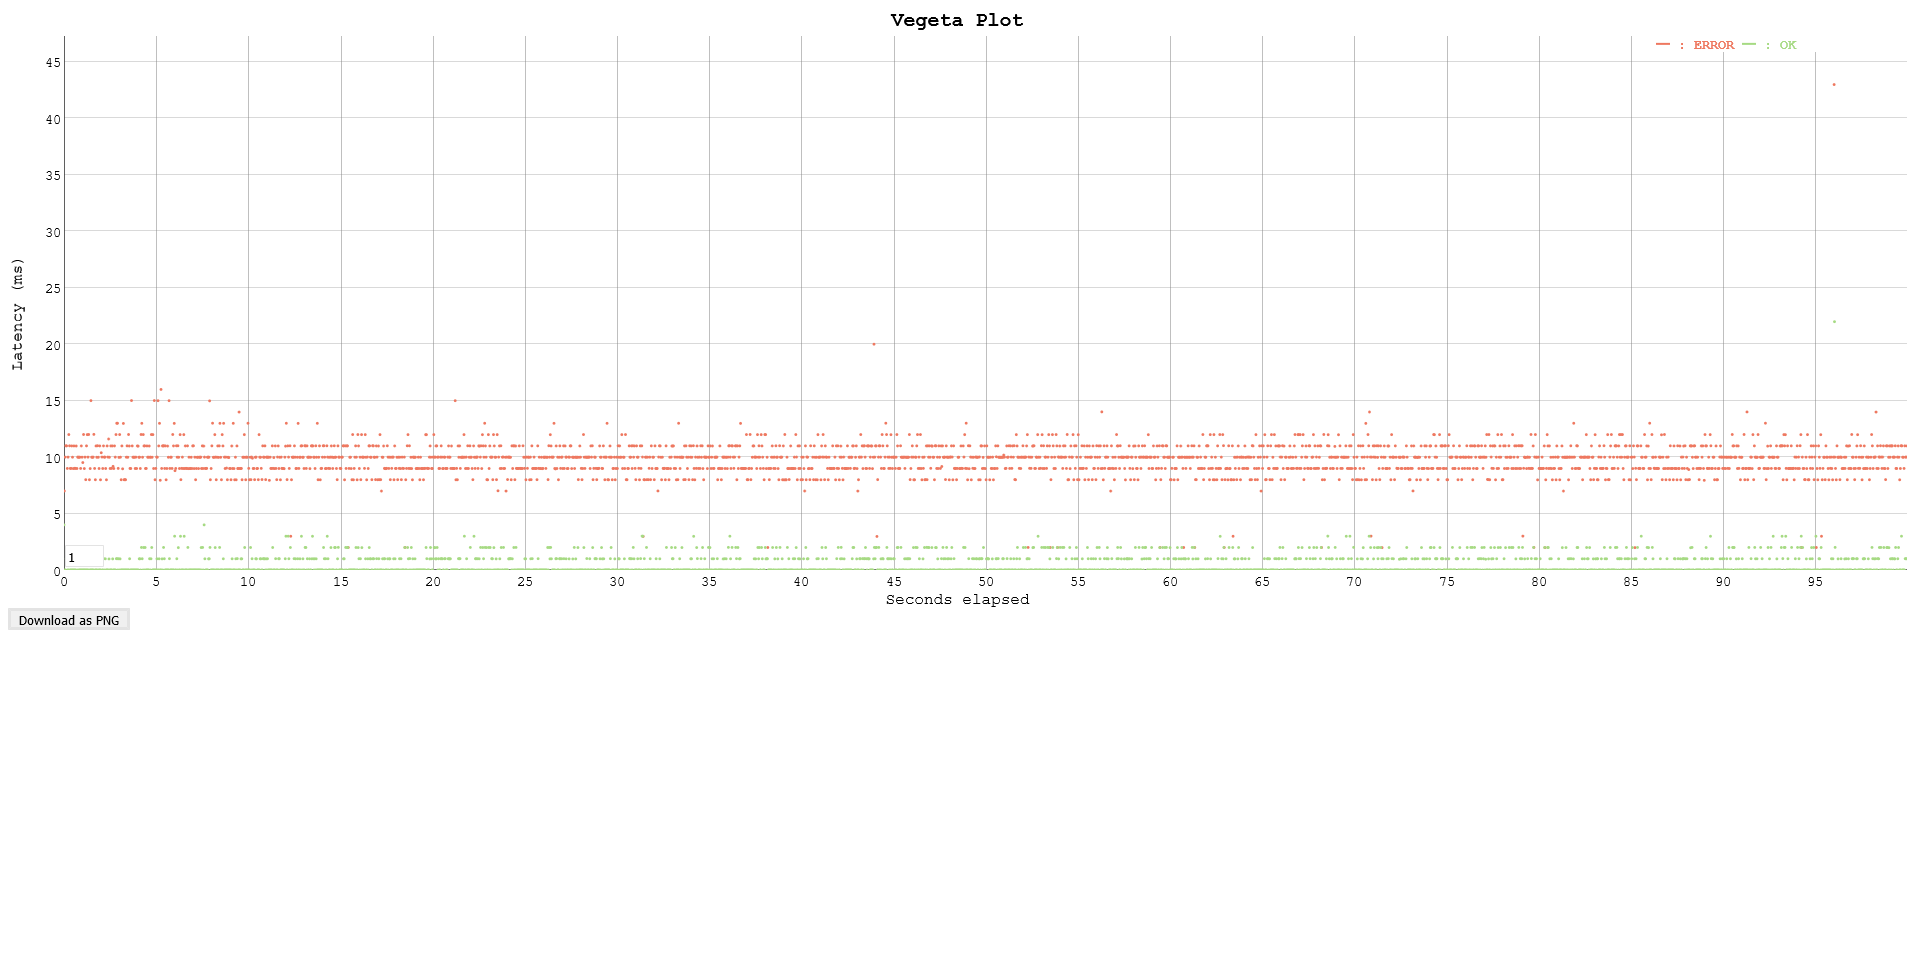 Vegeta Plot
— : ERROR — : OK
Latency (ms)
45
40
35
30
25
20
15
10
5
0
1
0 5 10 15 20 25 30 35 40 45 50 55 60 65 70 75 80 85 90 95
Seconds elapsed
Download as PNG